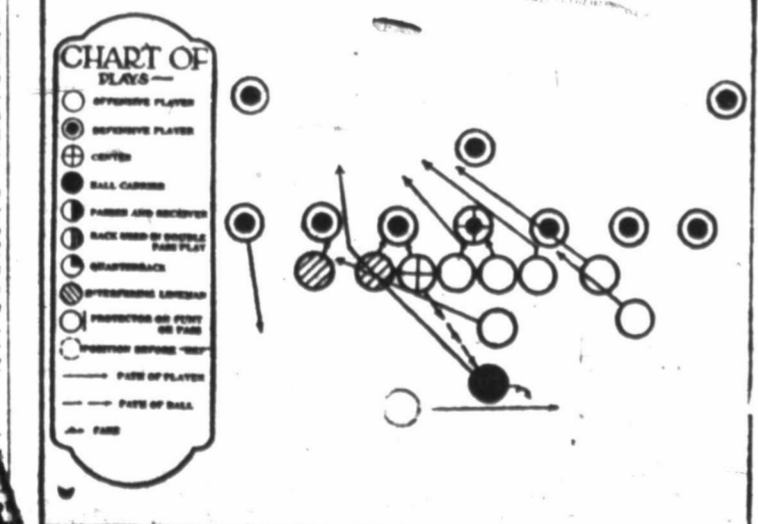 CHART OF
PLAYS—
OFFENSIVE PLAYER
DEFENSIVE PLAYER
CENTER
BALL CARRIER
PASSER AND RECEIVER
BACK USED IN DOUBLE
PASS PLAY
QUARTERBACK
INTERFERING LINEMAN
PROTECTOR ON PUNT
OR PASS
POSITION BEFORE
PATH OF PLAYER
PATH OF BALL
FAKE